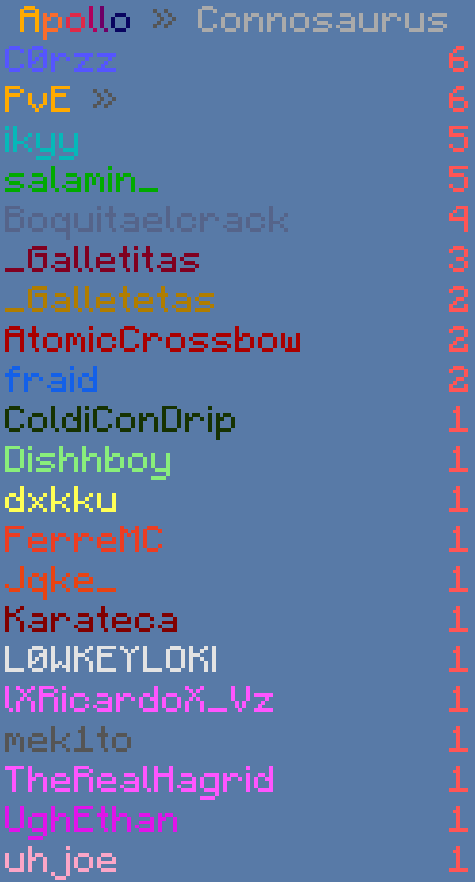 Apollo » Connosaurus
C0rzz 6
PvE » 6
ikyy 5
salamin_ 5
Boquitaelcrack 4
_Galletitas 3
_Galletetas 2
AtomicCrossbow 2
fraid 2
ColdiConDrip 1
Dishhboy 1
dxkku 1
FerreMC 1
Jqke_ 1
Karateca 1
L0WKEYLOKI 1
lXRicardoX_Vz 1
mek1to 1
TheRealHagrid 1
UghEthan 1
uhjoe 1